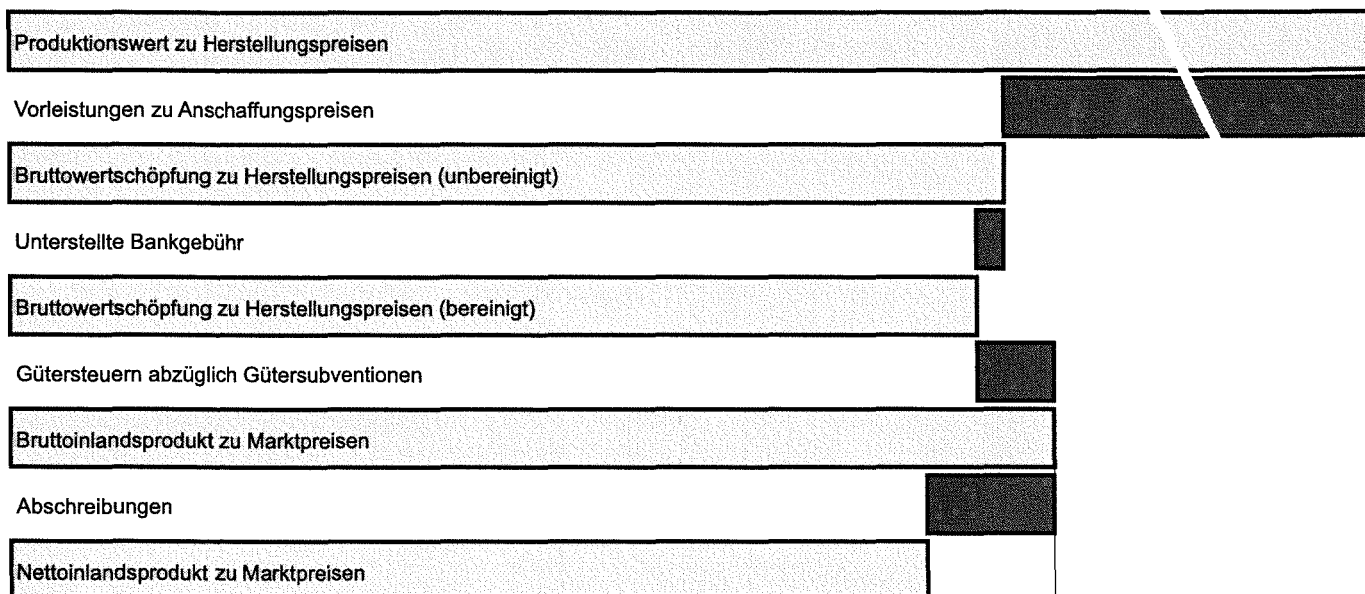 Produktionswert zu Herstellungspreisen
Vorleistungen zu Anschaffungspreisen
Bruttowertschöpfung zu Herstellungspreisen (unbereinigt)
Unterstellte Bankgebühr
Bruttowertschöpfung zu Herstellungspreisen (bereinigt)
Gütersteuern abzüglich Gütersubventionen
Bruttoinlandsprodukt zu Marktpreisen
Abschreibungen
Nettoinlandsprodukt zu Marktpreisen